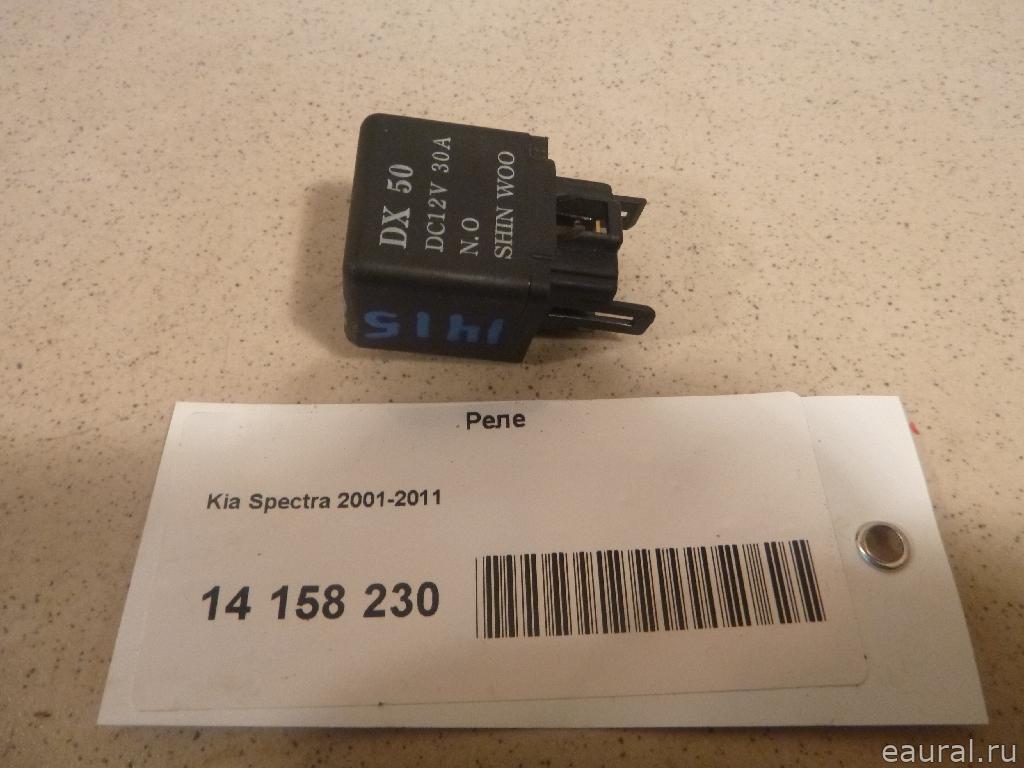 DX 50
DC12V 30A
N.O
SHIN WOO
1415
Реле
Kia Spectra 2001-2011
14 158 230
eaural.ru